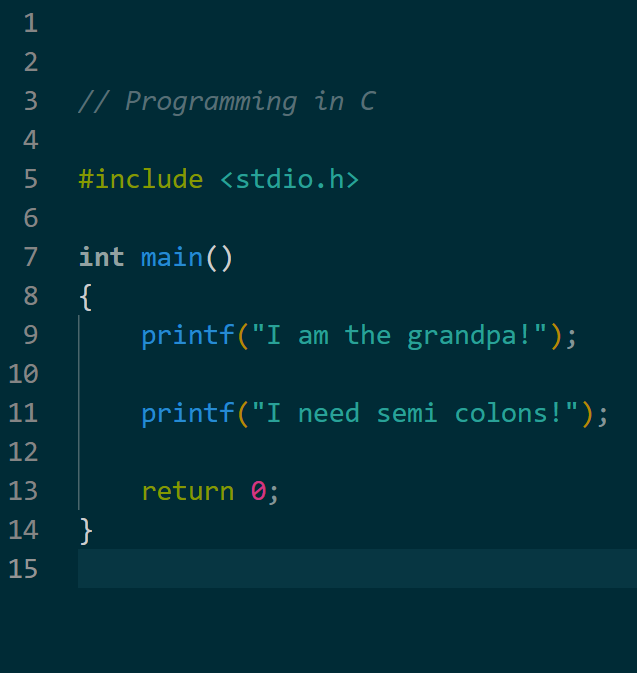 1
2
3 // Programming in C
4
5 #include <stdio.h>
6
7 int main()
8 {
9     printf("I am the grandpa!");
10
11     printf("I need semi colons!");
12
13     return 0;
14 }
15